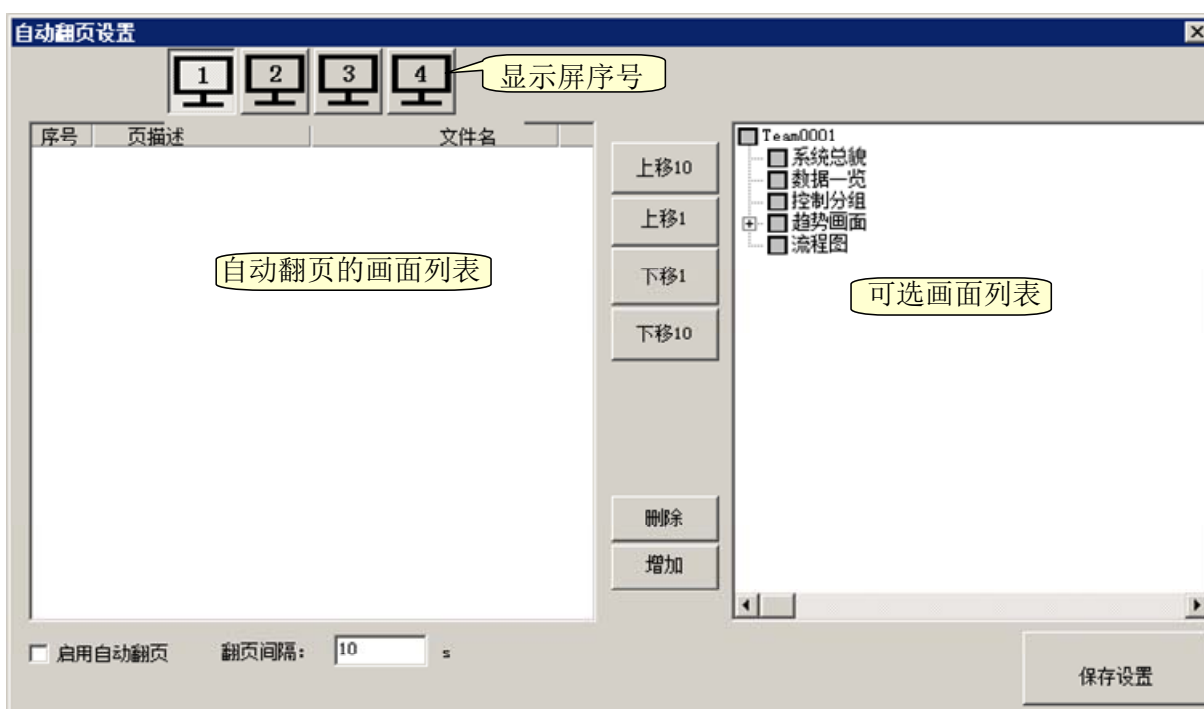 自动翻页设置
1 2 3 4
显示屏序号
序号 页描述 文件名
自动翻页的画面列表
上移10
上移1
下移1
下移10
删除
增加
Team0001
系统总貌
数据一览
控制分组
趋势画面
流程图
可选画面列表
启用自动翻页 翻页间隔: 10 s
保存设置